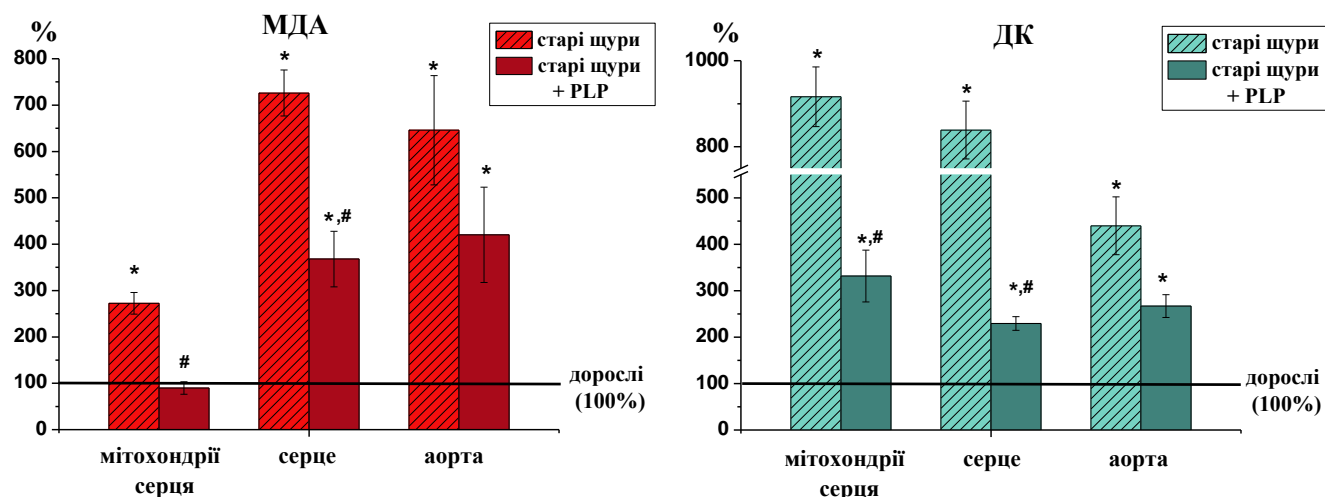 %
МДА
старі щури
старі щури
+ PLP
800
700
600
500
400
300
200
100
0
*
#
*
*,#
*
*
дорослі
(100%)
мітохондрії
серця
серце
аорта
%
ДК
старі щури
старі щури
+ PLP
1000
800
500
400
300
200
100
0
*
*,#
*
*,#
*
*
дорослі
(100%)
мітохондрії
серця
серце
аорта